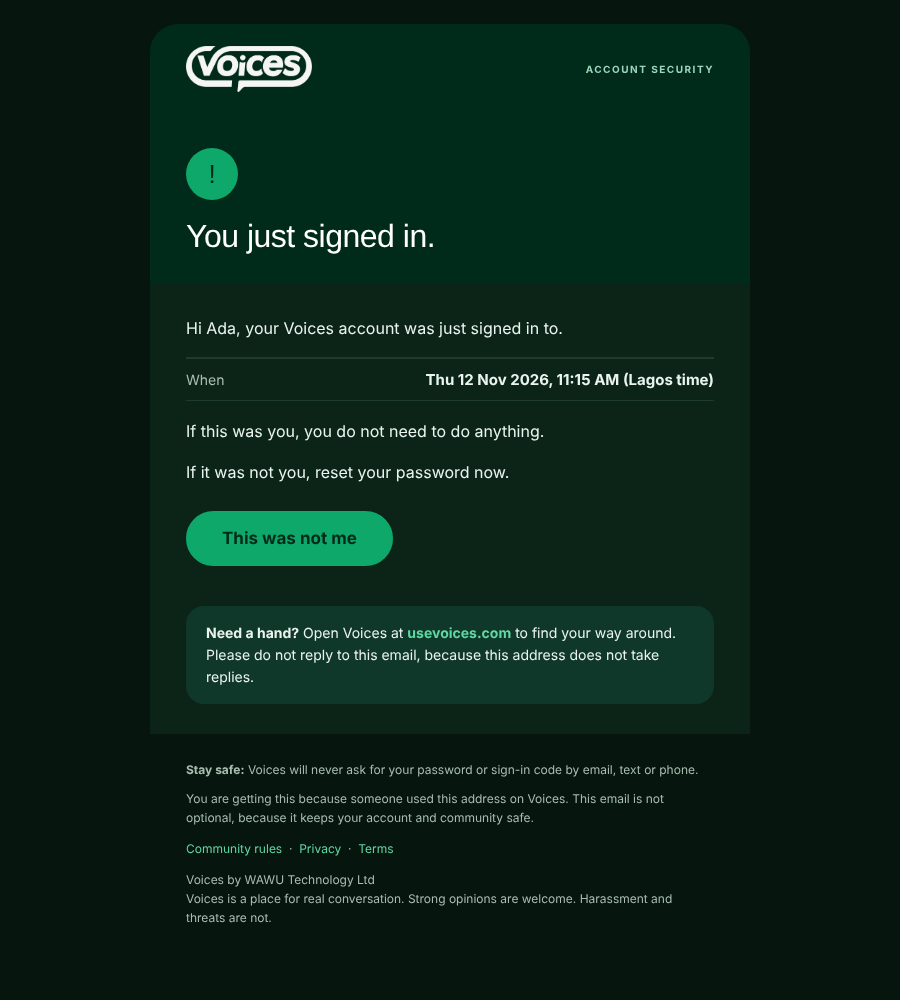 Voices
ACCOUNT SECURITY
!
You just signed in.
Hi Ada, your Voices account was just signed in to.
When
Thu 12 Nov 2026, 11:15 AM (Lagos time)
If this was you, you do not need to do anything.
If it was not you, reset your password now.
This was not me
Need a hand? Open Voices at usevoices.com to find your way around.
Please do not reply to this email, because this address does not take
replies.
Stay safe: Voices will never ask for your password or sign-in code by email, text or phone.
You are getting this because someone used this address on Voices. This email is not
optional, because it keeps your account and community safe.
Community rules · Privacy · Terms
Voices by WAWU Technology Ltd
Voices is a place for real conversation. Strong opinions are welcome. Harassment and
threats are not.